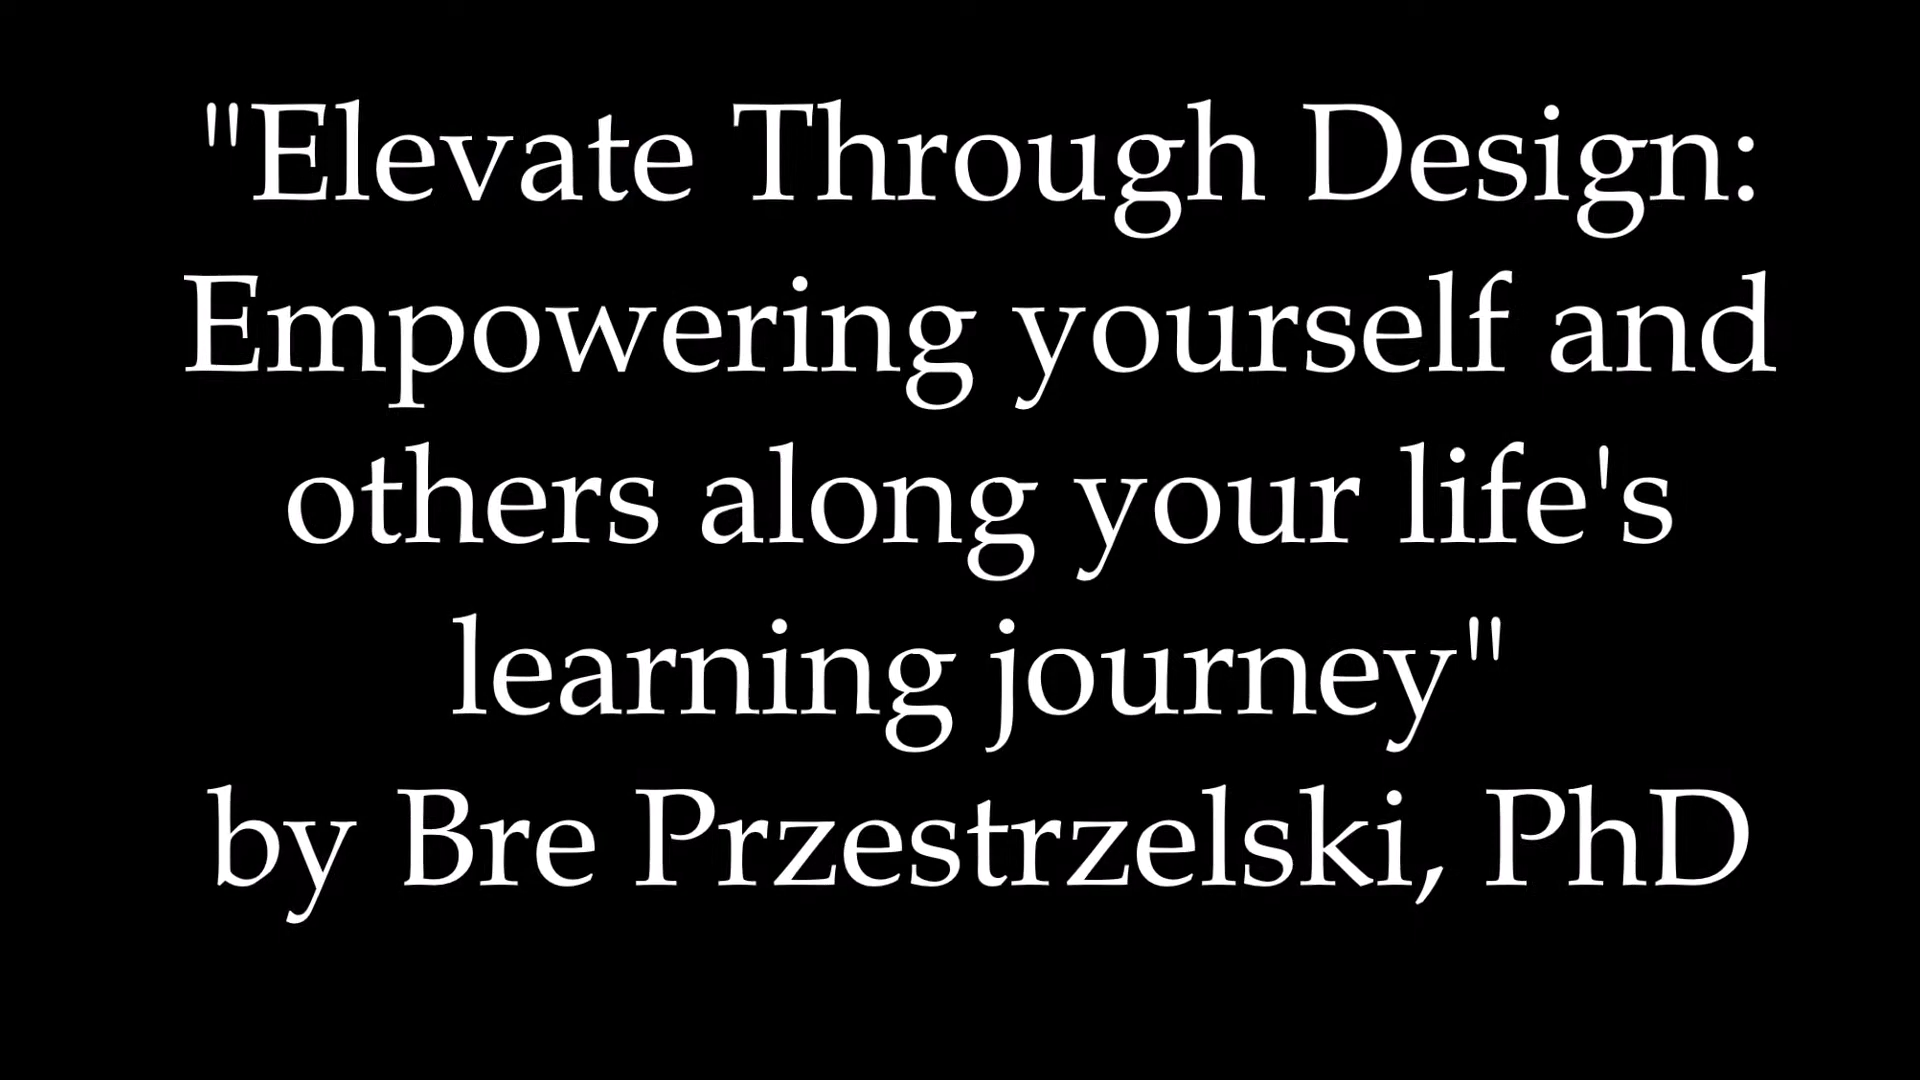 "Elevate Through Design:
Empowering yourself and
others along your life's
learning journey"
by Bre Przestrzelski, PhD